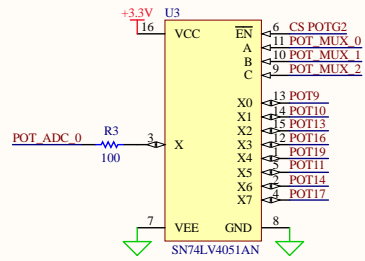 +3.3V
U3
16 VCC EN 6 CS POTG2
A 11 POT_MUX_0
B 10 POT_MUX_1
C 9 POT_MUX_2
X0 13 POT9
X1 14 POT10
X2 15 POT13
POT_ADC_0 R3 100 3 X X3 12 POT16
X4 1 POT19
X5 5 POT11
X6 2 POT14
X7 4 POT17
7 VEE GND 8
SN74LV4051AN